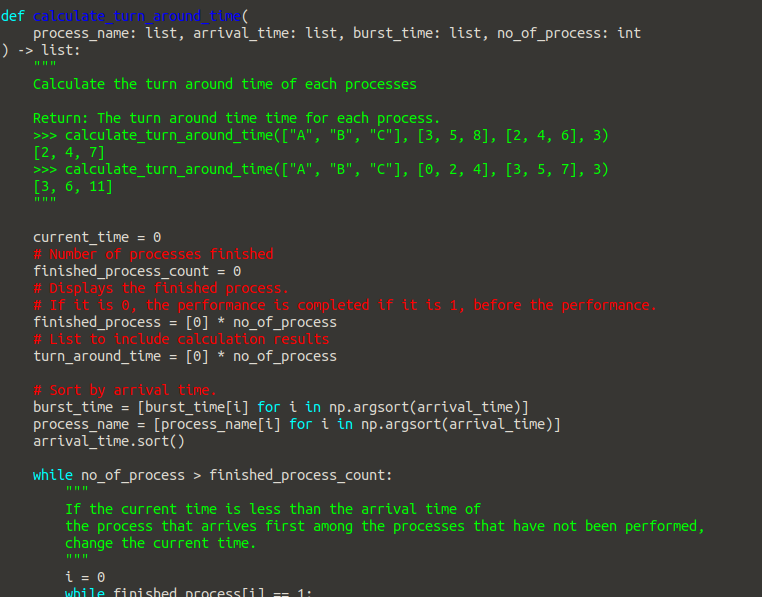 def calculate_turn_around_time(
    process_name: list, arrival_time: list, burst_time: list, no_of_process: int
) -> list:
    """
    Calculate the turn around time of each processes

    Return: The turn around time time for each process.
    >>> calculate_turn_around_time(["A", "B", "C"], [3, 5, 8], [2, 4, 6], 3)
    [2, 4, 7]
    >>> calculate_turn_around_time(["A", "B", "C"], [0, 2, 4], [3, 5, 7], 3)
    [3, 6, 11]
    """

    current_time = 0
    # Number of processes finished
    finished_process_count = 0
    # Displays the finished process.
    # If it is 0, the performance is completed if it is 1, before the performance.
    finished_process = [0] * no_of_process
    # List to include calculation results
    turn_around_time = [0] * no_of_process

    # Sort by arrival time.
    burst_time = [burst_time[i] for i in np.argsort(arrival_time)]
    process_name = [process_name[i] for i in np.argsort(arrival_time)]
    arrival_time.sort()

    while no_of_process > finished_process_count:
        """
        If the current time is less than the arrival time of
        the process that arrives first among the processes that have not been performed,
        change the current time.
        """
        i = 0
        while finished_process[i] == 1: